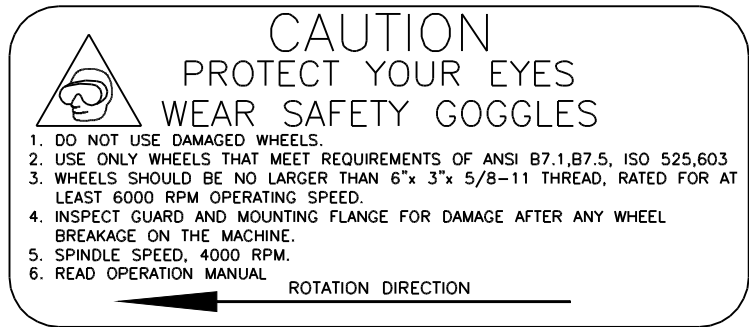 CAUTION
PROTECT YOUR EYES
WEAR SAFETY GOGGLES
1. DO NOT USE DAMAGED WHEELS.
2. USE ONLY WHEELS THAT MEET REQUIREMENTS OF ANSI B7.1,B7.5, ISO 525,603
3. WHEELS SHOULD BE NO LARGER THAN 6"x 3"x 5/8-11 THREAD, RATED FOR AT
LEAST 6000 RPM OPERATING SPEED.
4. INSPECT GUARD AND MOUNTING FLANGE FOR DAMAGE AFTER ANY WHEEL
BREAKAGE ON THE MACHINE.
5. SPINDLE SPEED, 4000 RPM.
6. READ OPERATION MANUAL
ROTATION DIRECTION